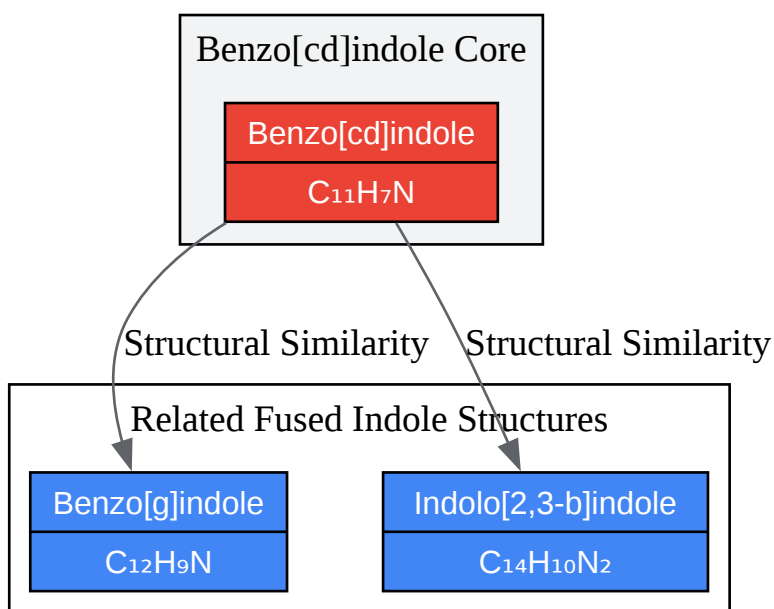 Benzo[cd]indole Core
Benzo[cd]indole
C₁₁H₇N
Structural Similarity
Structural Similarity
Related Fused Indole Structures
Benzo[g]indole
C₁₂H₉N
Indolo[2,3-b]indole
C₁₄H₁₀N₂